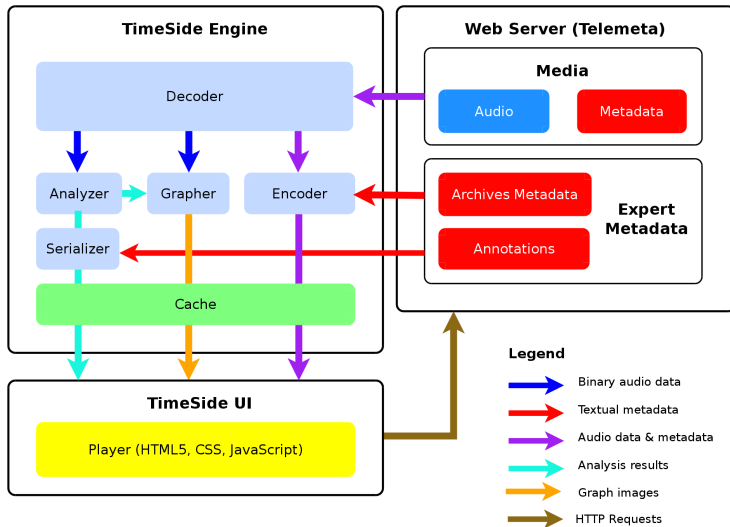 TimeSide Engine
Decoder
Analyzer
Grapher
Encoder
Serializer
Cache
TimeSide UI
Player (HTML5, CSS, JavaScript)
Web Server (Telemeta)
Media
Audio
Metadata
Archives Metadata
Annotations
Expert
Metadata
Legend
Binary audio data
Textual metadata
Audio data & metadata
Analysis results
Graph images
HTTP Requests